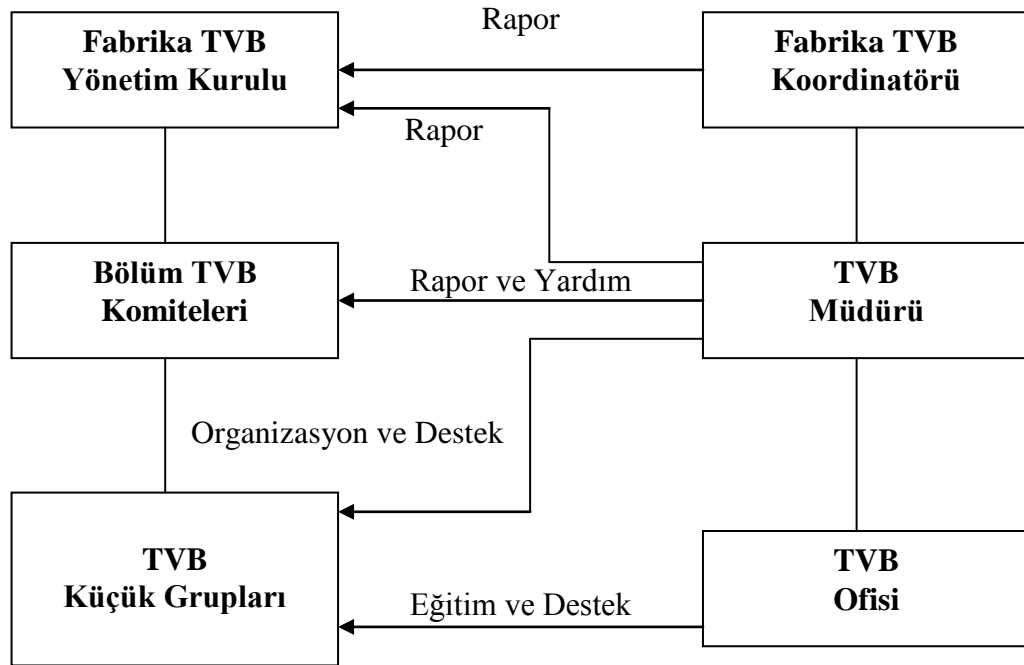 Rapor
Fabrika TVB
Yönetim Kurulu
Fabrika TVB
Koordinatörü
Rapor
Bölüm TVB
Komiteleri
Rapor ve Yardım
TVB
Müdürü
Organizasyon ve Destek
TVB
Küçük Grupları
Eğitim ve Destek
TVB
Ofisi